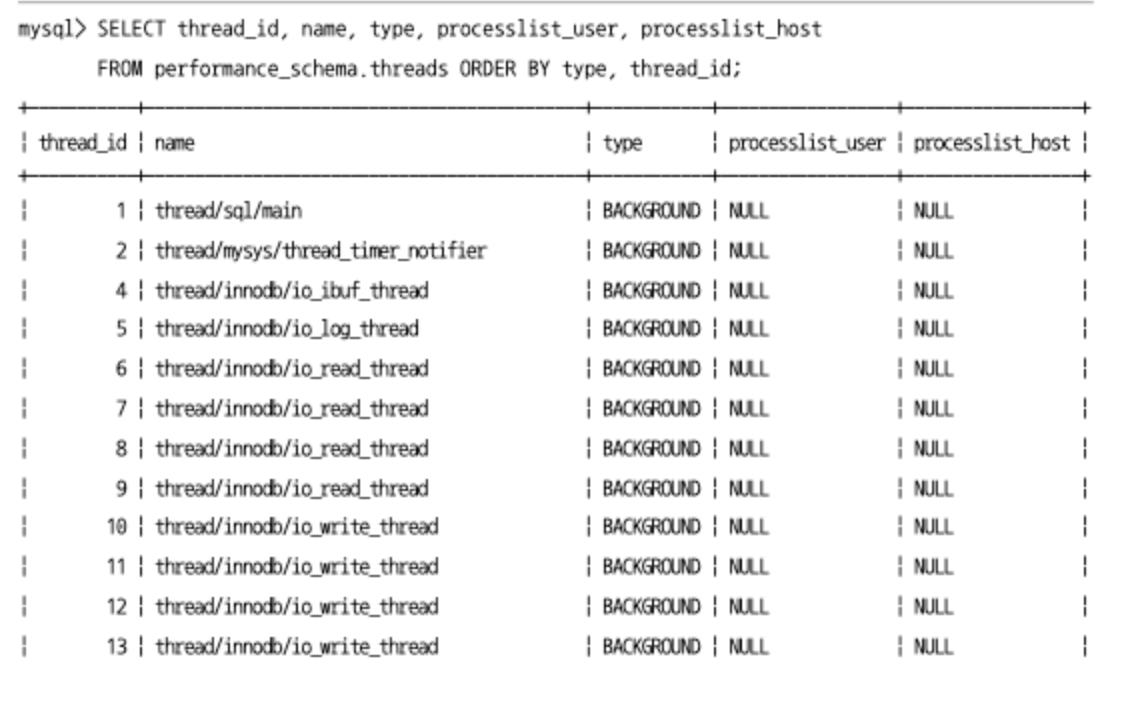 mysql> SELECT thread_id, name, type, processlist_user, processlist_host
       FROM performance_schema.threads ORDER BY type, thread_id;
+-----------+---------------------------------------------+------------+------------------+------------------+
| thread_id | name                                        | type       | processlist_user | processlist_host |
+-----------+---------------------------------------------+------------+------------------+------------------+
|         1 | thread/sql/main                             | BACKGROUND | NULL             | NULL             |
|         2 | thread/mysys/thread_timer_notifier          | BACKGROUND | NULL             | NULL             |
|         4 | thread/innodb/io_ibuf_thread                | BACKGROUND | NULL             | NULL             |
|         5 | thread/innodb/io_log_thread                 | BACKGROUND | NULL             | NULL             |
|         6 | thread/innodb/io_read_thread                | BACKGROUND | NULL             | NULL             |
|         7 | thread/innodb/io_read_thread                | BACKGROUND | NULL             | NULL             |
|         8 | thread/innodb/io_read_thread                | BACKGROUND | NULL             | NULL             |
|         9 | thread/innodb/io_read_thread                | BACKGROUND | NULL             | NULL             |
|        10 | thread/innodb/io_write_thread               | BACKGROUND | NULL             | NULL             |
|        11 | thread/innodb/io_write_thread               | BACKGROUND | NULL             | NULL             |
|        12 | thread/innodb/io_write_thread               | BACKGROUND | NULL             | NULL             |
|        13 | thread/innodb/io_write_thread               | BACKGROUND | NULL             | NULL             |